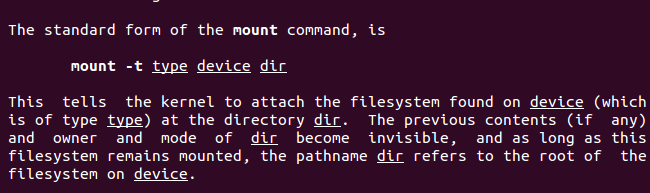 The standard form of the mount command, is
mount -t type device dir
This tells the kernel to attach the filesystem found on device (which
is of type type) at the directory dir. The previous contents (if any)
and owner and mode of dir become invisible, and as long as this
filesystem remains mounted, the pathname dir refers to the root of the
filesystem on device.